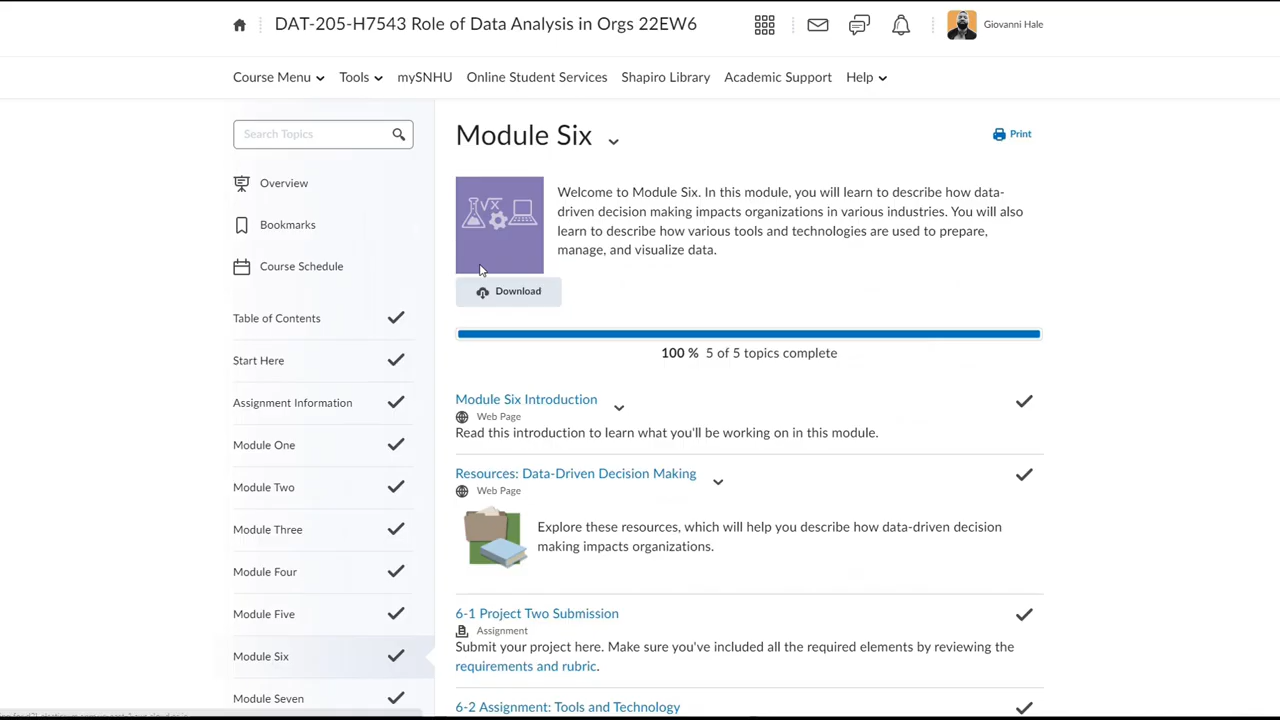 DAT-205-H7543 Role of Data Analysis in Orgs 22EW6
Giovanni Hale
Course Menu
Tools
mySNHU
Online Student Services
Shapiro Library
Academic Support
Help
Search Topics
Overview
Bookmarks
Course Schedule
Table of Contents
Start Here
Assignment Information
Module One
Module Two
Module Three
Module Four
Module Five
Module Six
Module Seven
Module Six
Print
√x
Welcome to Module Six. In this module, you will learn to describe how data-
driven decision making impacts organizations in various industries. You will also
learn to describe how various tools and technologies are used to prepare,
manage, and visualize data.
Download
100 % 5 of 5 topics complete
Module Six Introduction
Web Page
Read this introduction to learn what you'll be working on in this module.
Resources: Data-Driven Decision Making
Web Page
Explore these resources, which will help you describe how data-driven decision
making impacts organizations.
6-1 Project Two Submission
Assignment
Submit your project here. Make sure you've included all the required elements by reviewing the
requirements and rubric.
6-2 Assignment: Tools and Technology